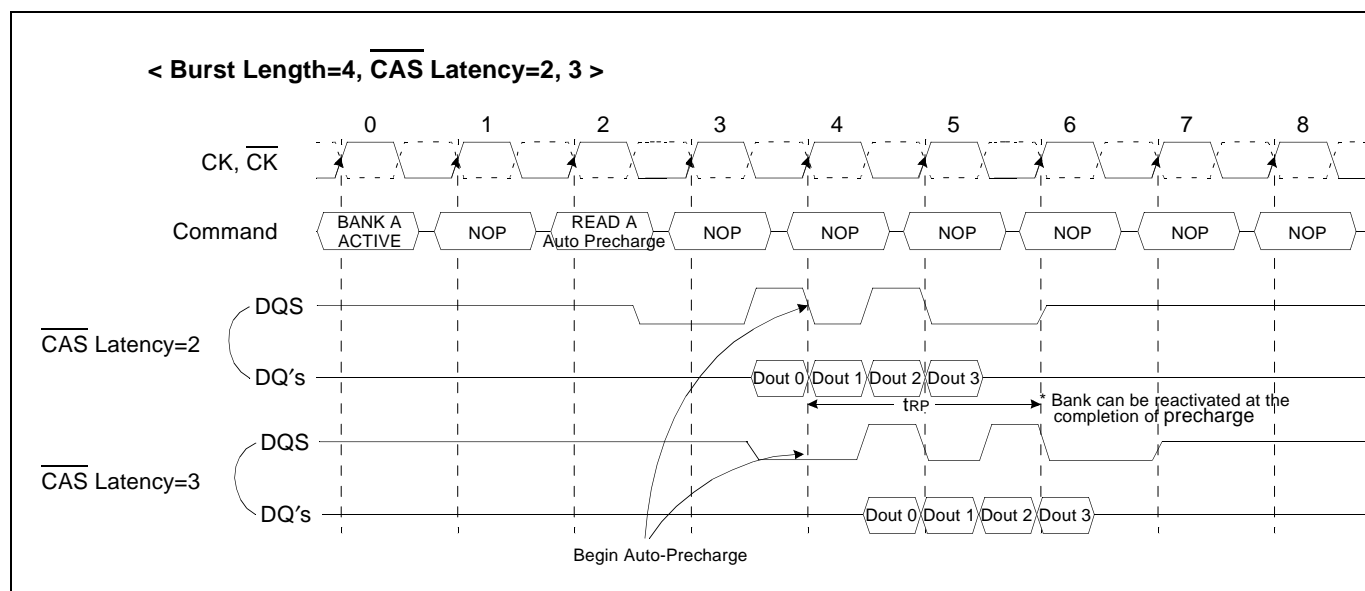 < Burst Length=4, CAS Latency=2, 3 >
0 1 2 3 4 5 6 7 8
CK, CK
Command
BANK A
ACTIVE
NOP
READ A
Auto Precharge
NOP
NOP
NOP
NOP
NOP
NOP
DQS
CAS Latency=2
DQ's
Dout 0 Dout 1 Dout 2 Dout 3
tRP
* Bank can be reactivated at the
completion of precharge
DQS
CAS Latency=3
DQ's
Dout 0 Dout 1 Dout 2 Dout 3
Begin Auto-Precharge